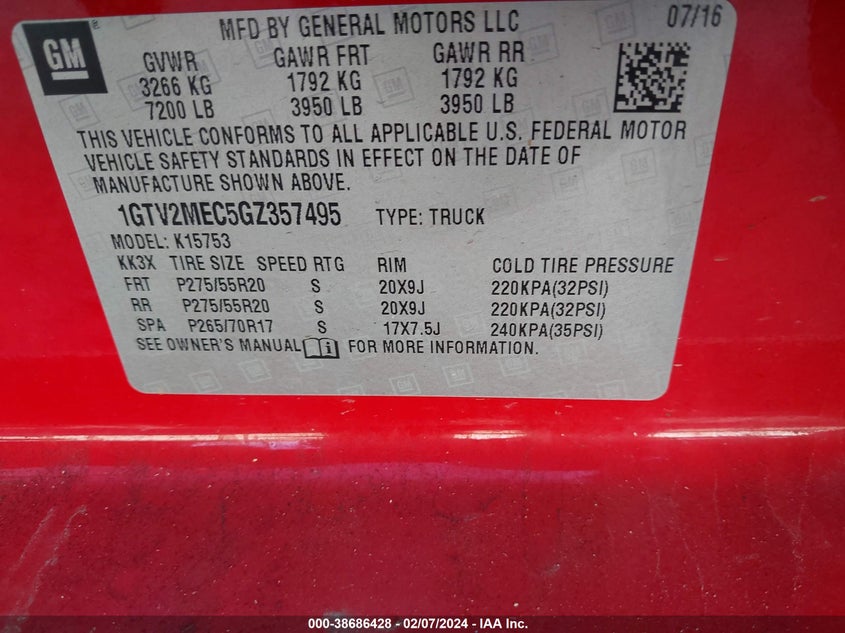 GM
MFD BY GENERAL MOTORS LLC 07/16
GVWR GAWR FRT GAWR RR
3266 KG 1792 KG 1792 KG
7200 LB 3950 LB 3950 LB
THIS VEHICLE CONFORMS TO ALL APPLICABLE U.S. FEDERAL MOTOR
VEHICLE SAFETY STANDARDS IN EFFECT ON THE DATE OF
MANUFACTURE SHOWN ABOVE.
1GTV2MEC5GZ357495 TYPE: TRUCK
MODEL: K15753
KK3X TIRE SIZE SPEED RTG RIM COLD TIRE PRESSURE
FRT P275/55R20 S 20X9J 220KPA(32PSI)
RR P275/55R20 S 20X9J 220KPA(32PSI)
SPA P265/70R17 S 17X7.5J 240KPA(35PSI)
SEE OWNER'S MANUAL FOR MORE INFORMATION.
000-38686428 - 02/07/2024 - IAA Inc.